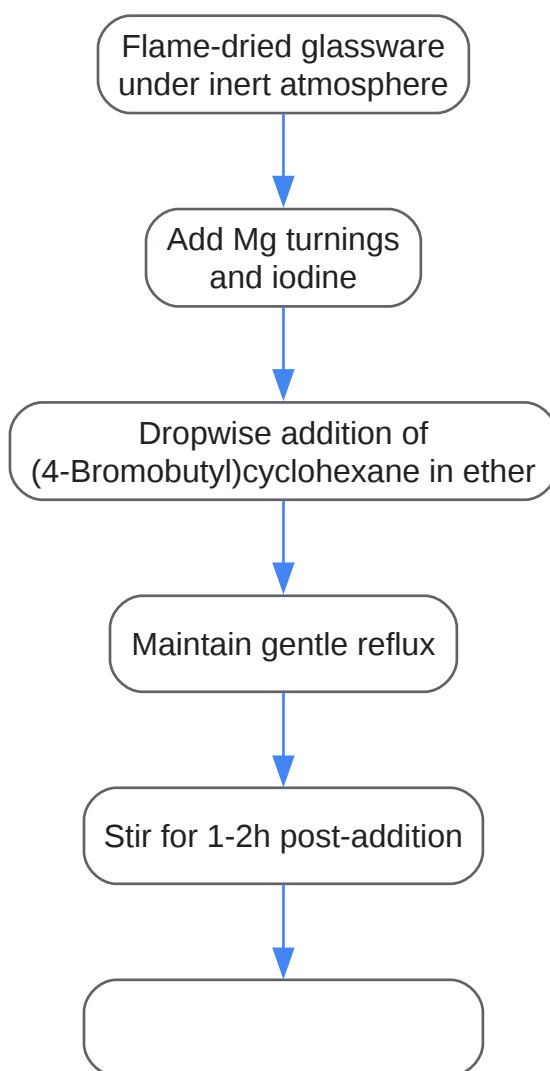 Flame-dried glassware
under inert atmosphere
Add Mg turnings
and iodine
Dropwise addition of
(4-Bromobutyl)cyclohexane in ether
Maintain gentle reflux
Stir for 1-2h post-addition